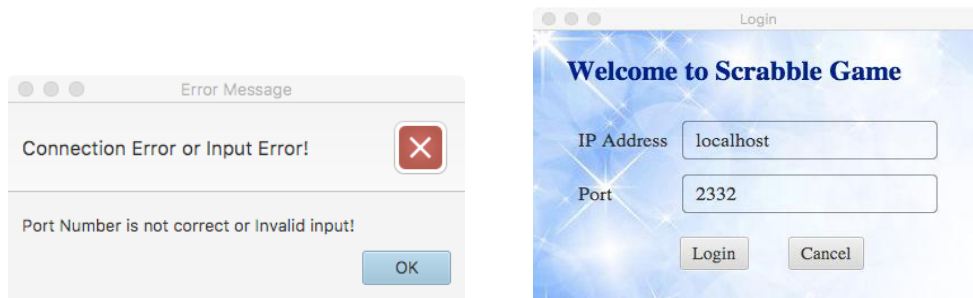 Error Message
Connection Error or Input Error!
Port Number is not correct or Invalid input!
OK
Login
Welcome to Scrabble Game
IP Address localhost
Port 2332
Login Cancel